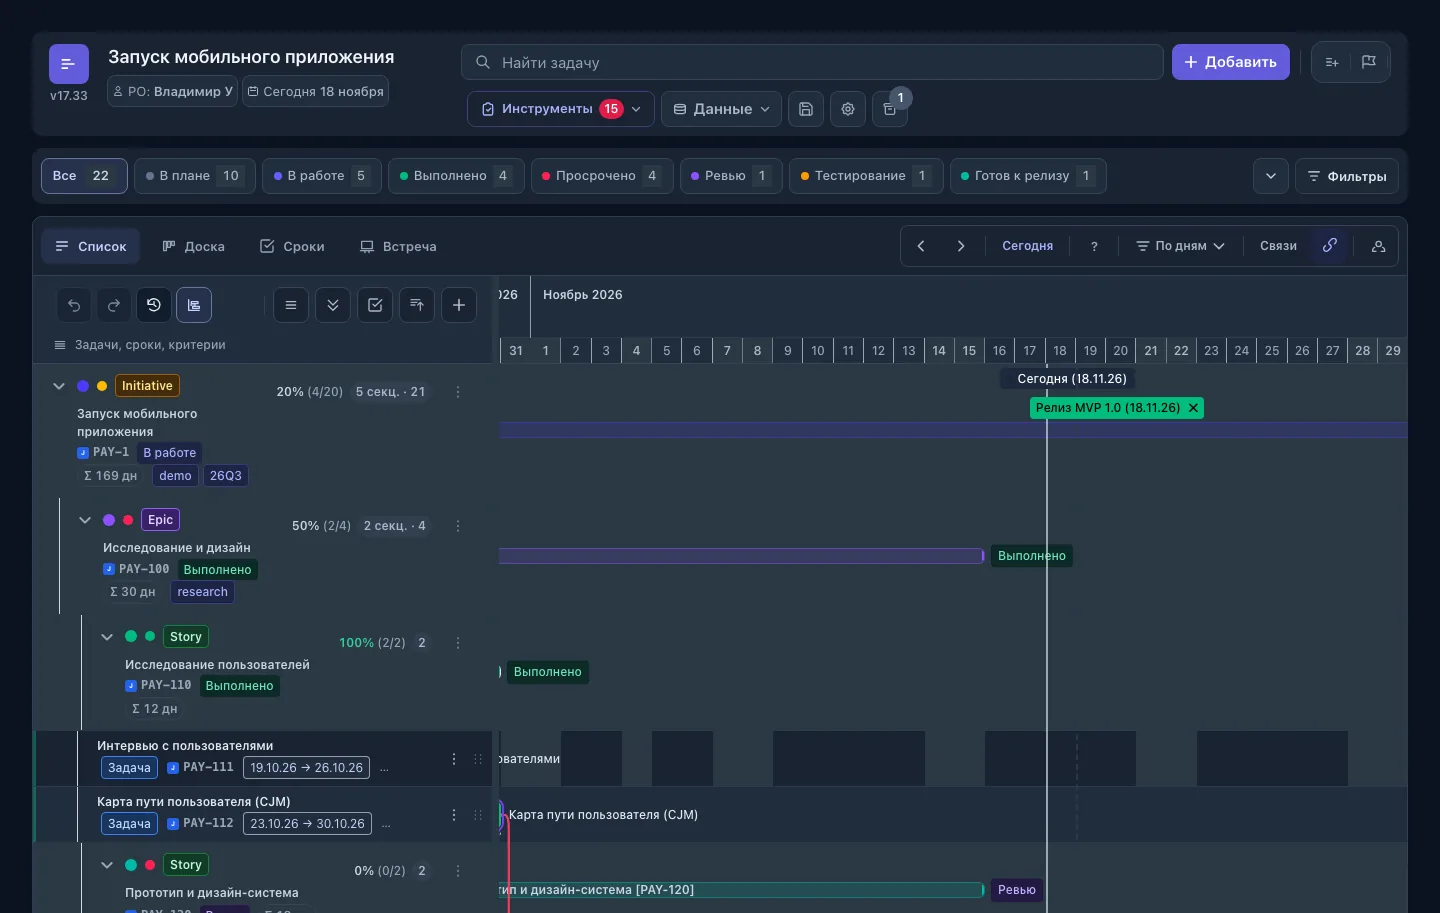 Запуск мобильного приложения
v17.33
PO: Владимир У
Сегодня 18 ноября
Найти задачу
Добавить
Инструменты 15
Данные
1
Все 22
В плане 10
В работе 5
Выполнено 4
Просрочено 4
Ревью 1
Тестирование 1
Готов к релизу 1
Фильтры
Список
Доска
Сроки
Встреча
Сегодня
?
По дням
Связи
Задачи, сроки, критерии
026
Ноябрь 2026
31 1 2 3 4 5 6 7 8 9 10 11 12 13 14 15 16 17 18 19 20 21 22 23 24 25 26 27 28 29
Сегодня (18.11.26)
Релиз MVP 1.0 (18.11.26) ✕
Initiative
20% (4/20) 5 секц. · 21
Запуск мобильного
приложения
PAY-1 В работе
Σ 169 дн demo 26Q3
Epic
50% (2/4) 2 секц. · 4
Исследование и дизайн
PAY-100 Выполнено
Σ 30 дн research
Выполнено
Story
100% (2/2) 2
Исследование пользователей
PAY-110 Выполнено
Σ 12 дн
Выполнено
Интервью с пользователями
Задача PAY-111 19.10.26 → 26.10.26 ...
ователями
Карта пути пользователя (CJM)
Задача PAY-112 23.10.26 → 30.10.26 ...
Карта пути пользователя (CJM)
Story
0% (0/2) 2
Прототип и дизайн-система
тип и дизайн-система [PAY-120]
Ревью